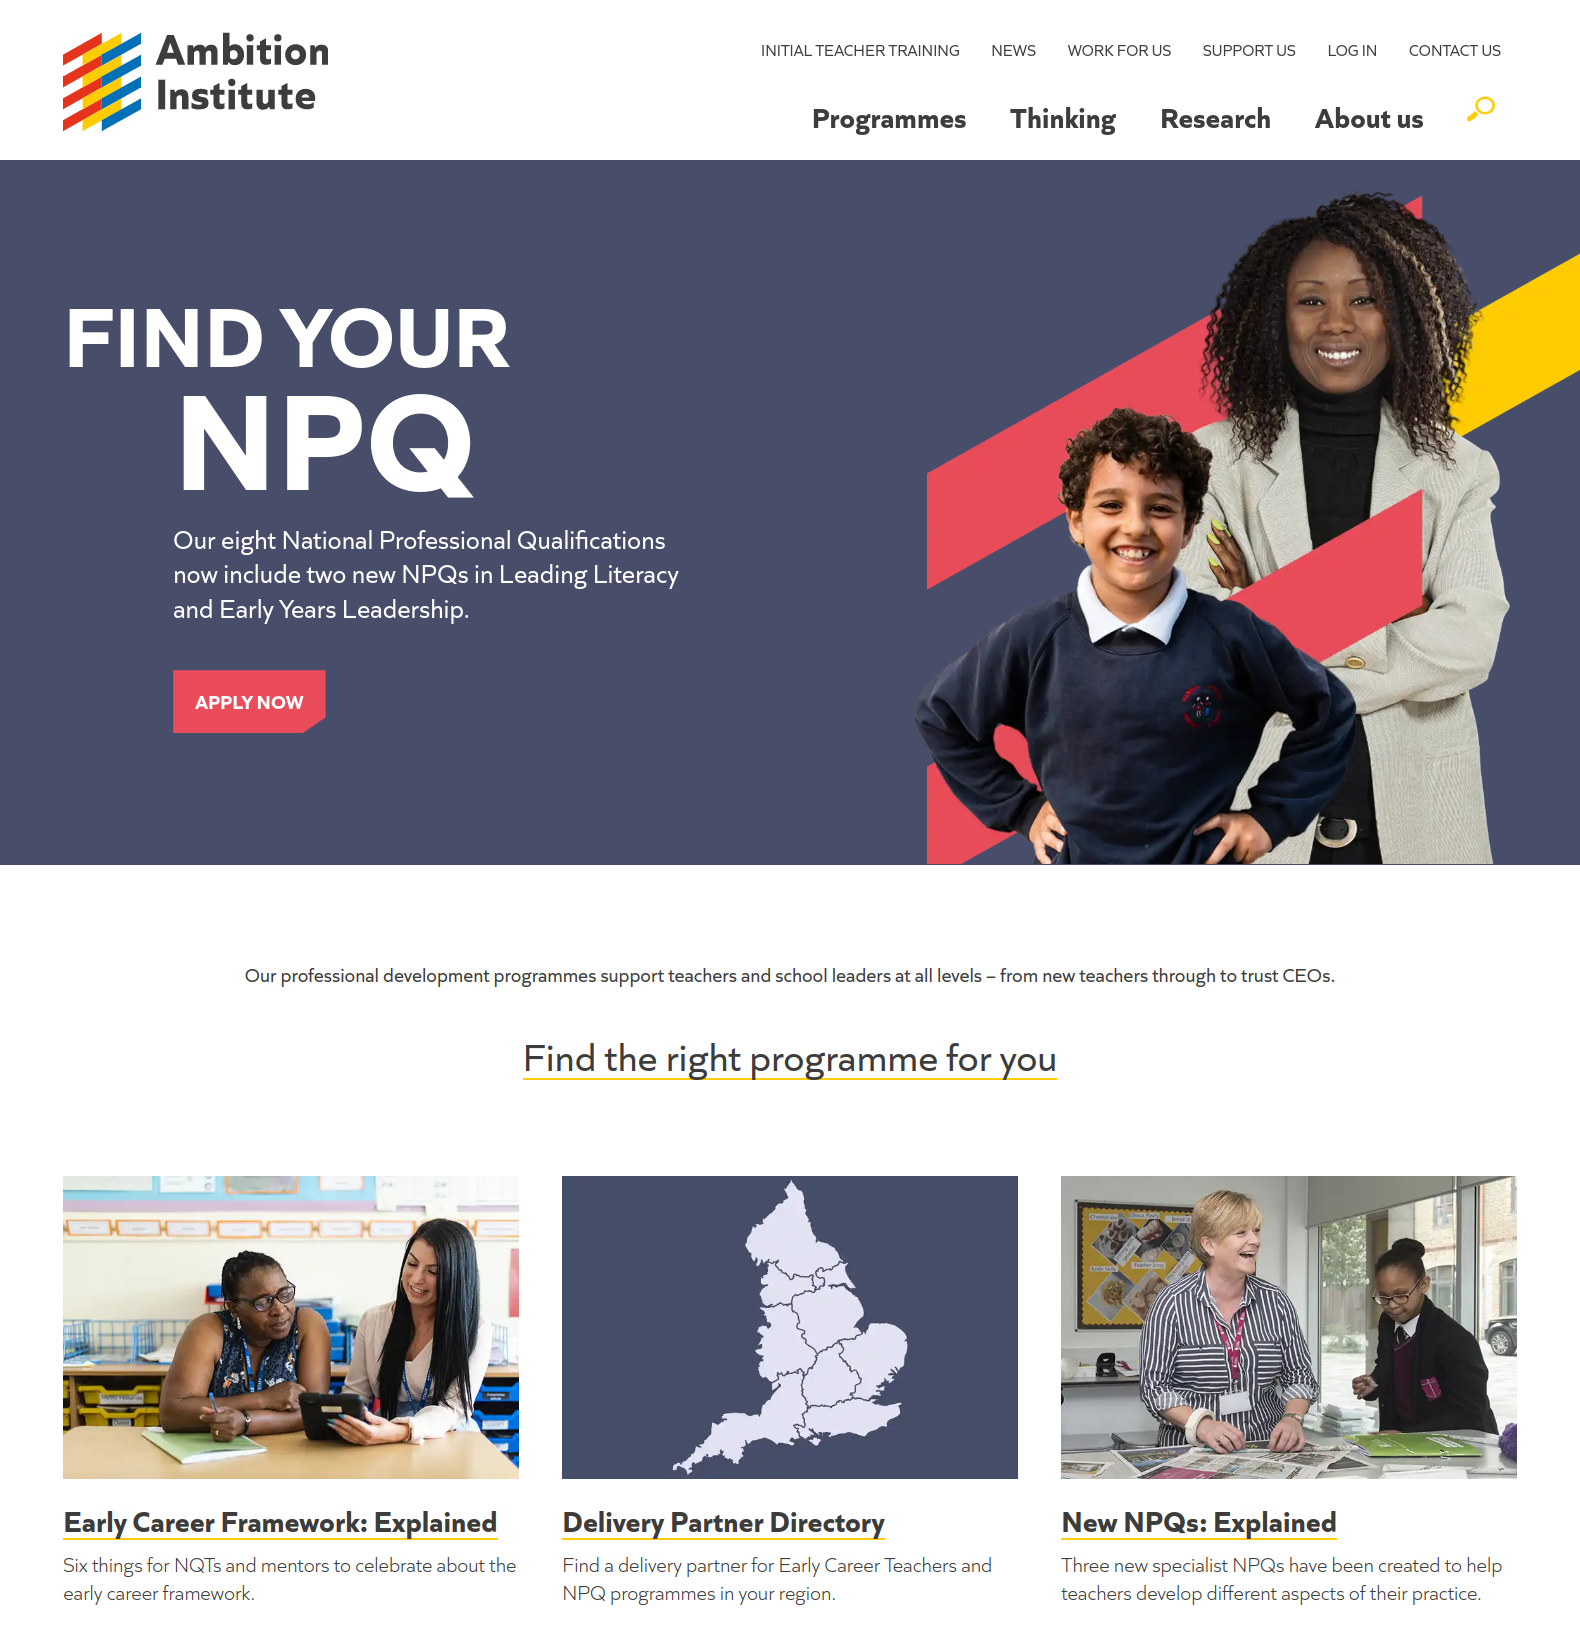 Ambition
Institute
INITIAL TEACHER TRAINING NEWS WORK FOR US SUPPORT US LOG IN CONTACT US
Programmes Thinking Research About us
FIND YOUR
NPQ
Our eight National Professional Qualifications
now include two new NPQs in Leading Literacy
and Early Years Leadership.
APPLY NOW
Our professional development programmes support teachers and school leaders at all levels – from new teachers through to trust CEOs.
Find the right programme for you
Early Career Framework: Explained
Six things for NQTs and mentors to celebrate about the
early career framework.
Delivery Partner Directory
Find a delivery partner for Early Career Teachers and
NPQ programmes in your region.
New NPQs: Explained
Three new specialist NPQs have been created to help
teachers develop different aspects of their practice.